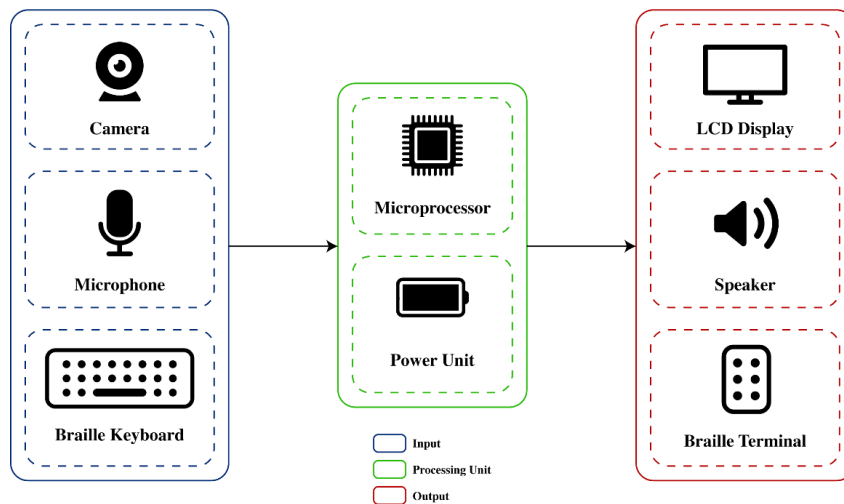 Camera
Microphone
Braille Keyboard
Microprocessor
Power Unit
LCD Display
Speaker
Braille Terminal
Input
Processing Unit
Output